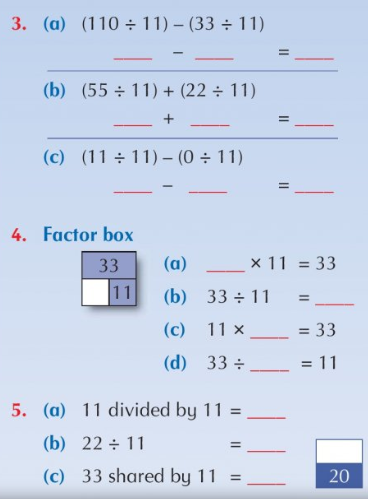 3. (a) (110 ÷ 11) – (33 ÷ 11)
____ – ____ = ____
(b) (55 ÷ 11) + (22 ÷ 11)
____ + ____ = ____
(c) (11 ÷ 11) – (0 ÷ 11)
____ – ____ = ____
4. Factor box
33
11
(a) ____ × 11 = 33
(b) 33 ÷ 11 = ____
(c) 11 × ____ = 33
(d) 33 ÷ ____ = 11
5. (a) 11 divided by 11 = ____
(b) 22 ÷ 11 = ____
(c) 33 shared by 11 = ____
20